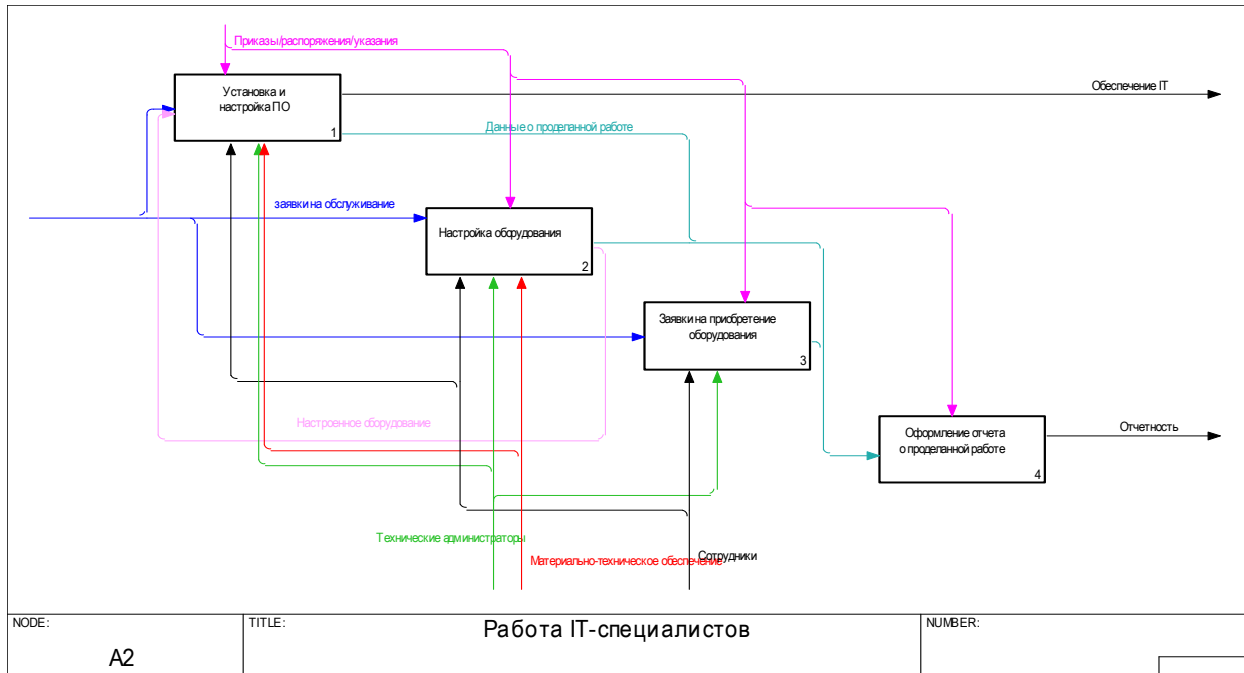 Приказы/распоряжения/указания
Установка и
настройка ПО
1
Обеспечение IT
Данные о проделанной работе
заявки на обслуживание
Настройка оборудования
2
Заявки на приобретение
оборудования
3
Настроенное оборудование
Оформление отчета
о проделанной работе
4
Отчетность
Технические администраторы
Материально-техническое обеспечение
Сотрудники
NODE:
A2
TITLE:
Работа IT-специалистов
NUMBER: